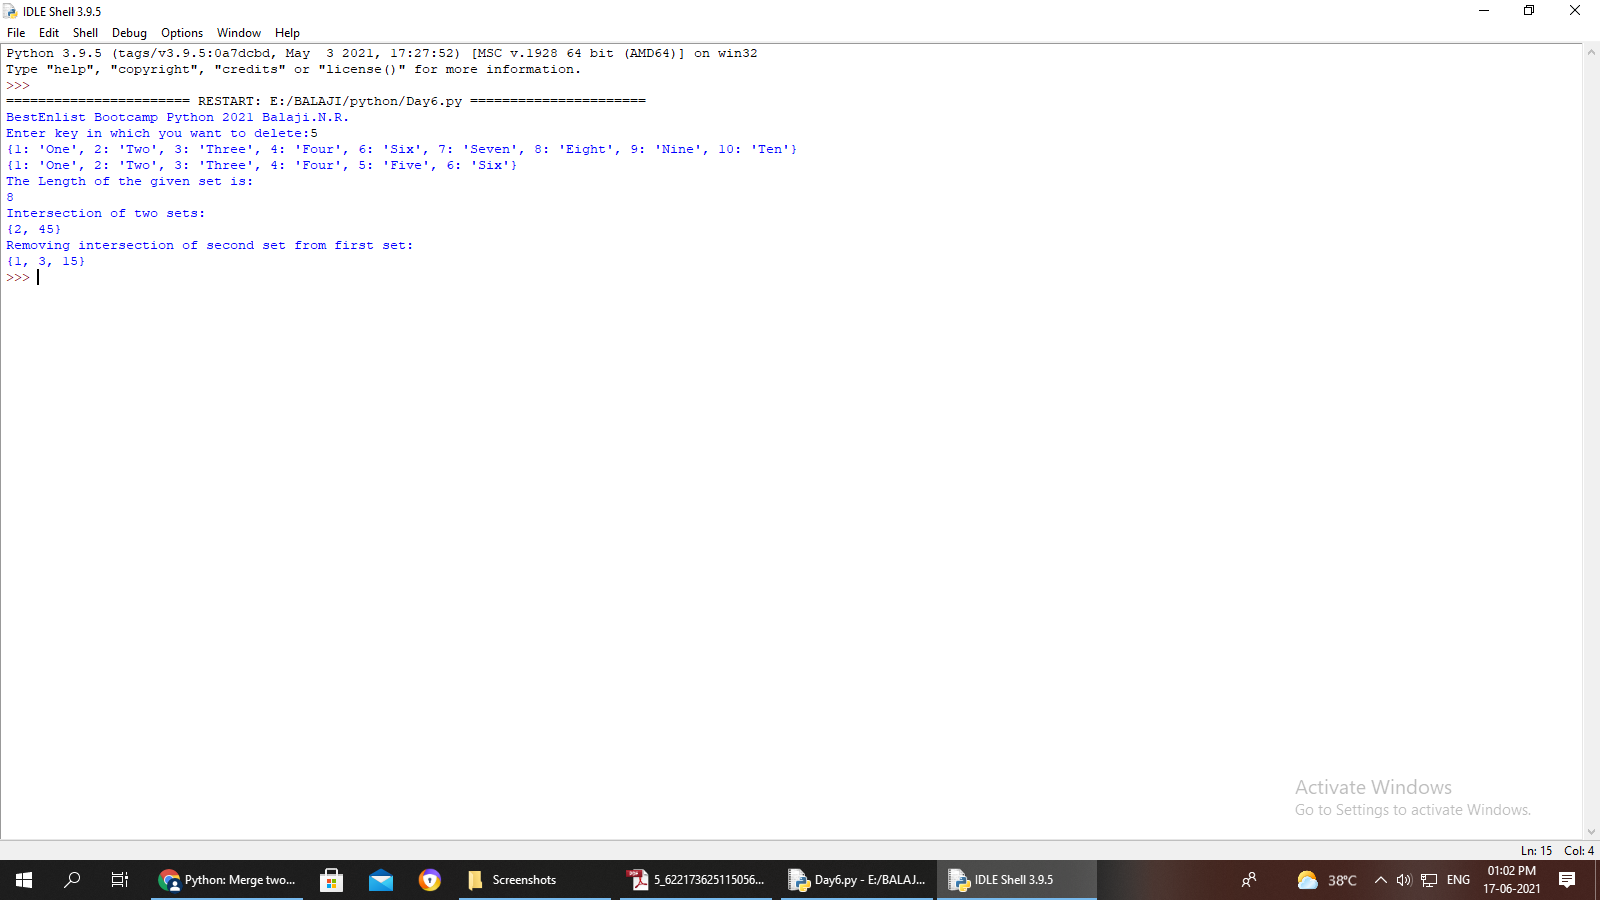 IDLE Shell 3.9.5
File Edit Shell Debug Options Window Help
Python 3.9.5 (tags/v3.9.5:0a7dcbd, May  3 2021, 17:27:52) [MSC v.1928 64 bit (AMD64)] on win32
Type "help", "copyright", "credits" or "license()" for more information.
>>>
======================= RESTART: E:/BALAJI/python/Day6.py ======================
BestEnlist Bootcamp Python 2021 Balaji.N.R.
Enter key in which you want to delete:5
{1: 'One', 2: 'Two', 3: 'Three', 4: 'Four', 6: 'Six', 7: 'Seven', 8: 'Eight', 9: 'Nine', 10: 'Ten'}
{1: 'One', 2: 'Two', 3: 'Three', 4: 'Four', 5: 'Five', 6: 'Six'}
The Length of the given set is:
8
Intersection of two sets:
{2, 45}
Removing intersection of second set from first set:
{1, 3, 15}
>>>
Activate Windows
Go to Settings to activate Windows.
Ln: 15 Col: 4
Python: Merge two... Screenshots 5_622173625115056... Day6.py - E:/BALAJ... IDLE Shell 3.9.5 38°C ENG 01:02 PM
17-06-2021